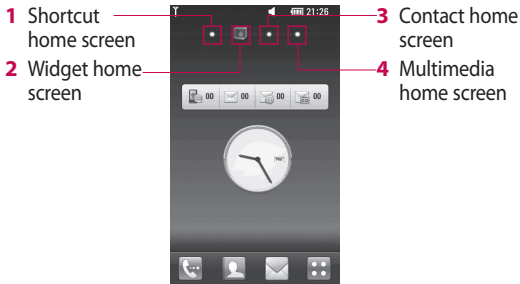 1 Shortcut home screen
2 Widget home screen
21:26
3 Contact home screen
4 Multimedia home screen
00 00 00 00
PM